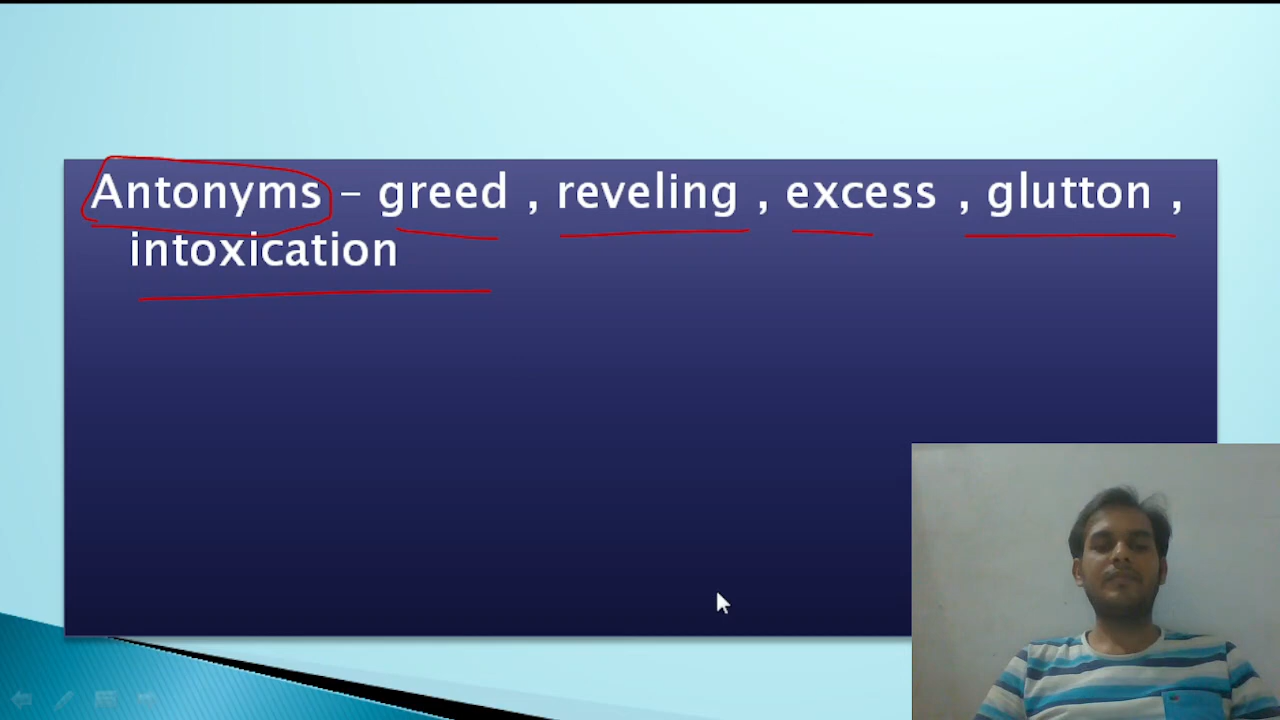 Antonyms – greed , reveling , excess , glutton ,
intoxication